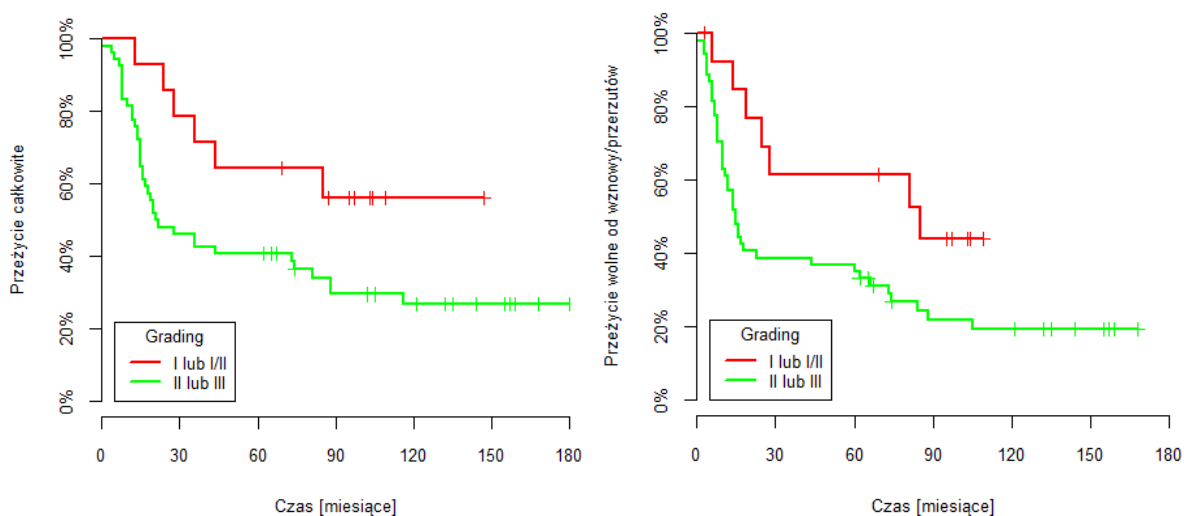 Przeżycie całkowite
100%
80%
60%
40%
20%
0%
Grading
I lub I/II
II lub III
0 30 60 90 120 150 180
Czas [miesiące]
Przeżycie wolne od wznowy/przerzutów
100%
80%
60%
40%
20%
0%
Grading
I lub I/II
II lub III
0 30 60 90 120 150 180
Czas [miesiące]